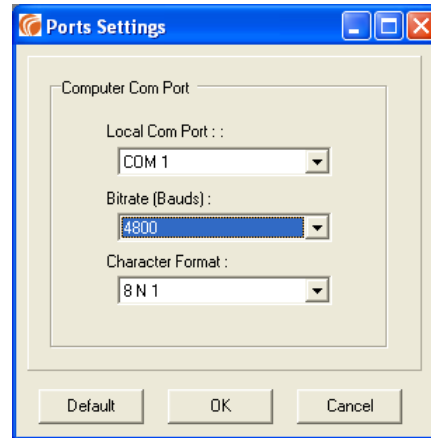 Ports Settings
Computer Com Port
Local Com Port : :
COM 1
Bitrate (Bauds) :
4800
Character Format :
8 N 1
Default OK Cancel